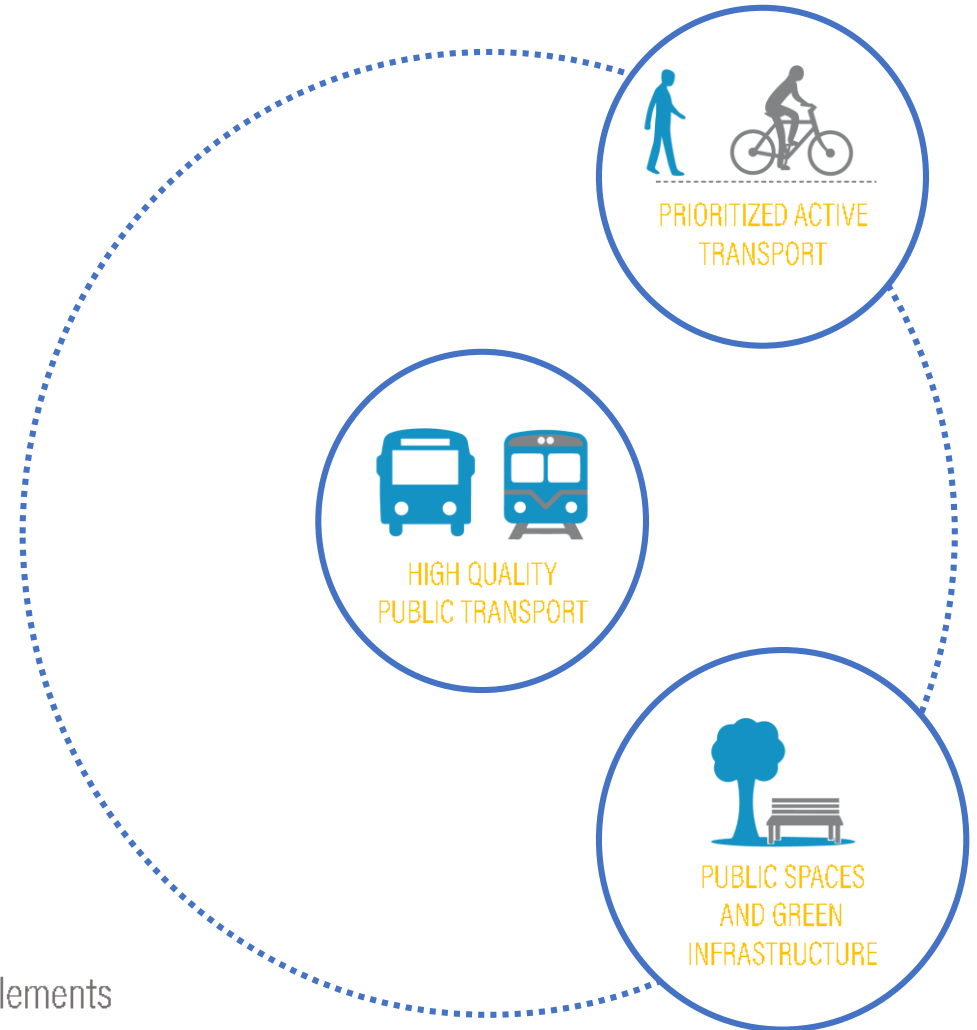 PRIORITIZED ACTIVE
TRANSPORT
HIGH QUALITY
PUBLIC TRANSPORT
PUBLIC SPACES
AND GREEN
INFRASTRUCTURE
lements